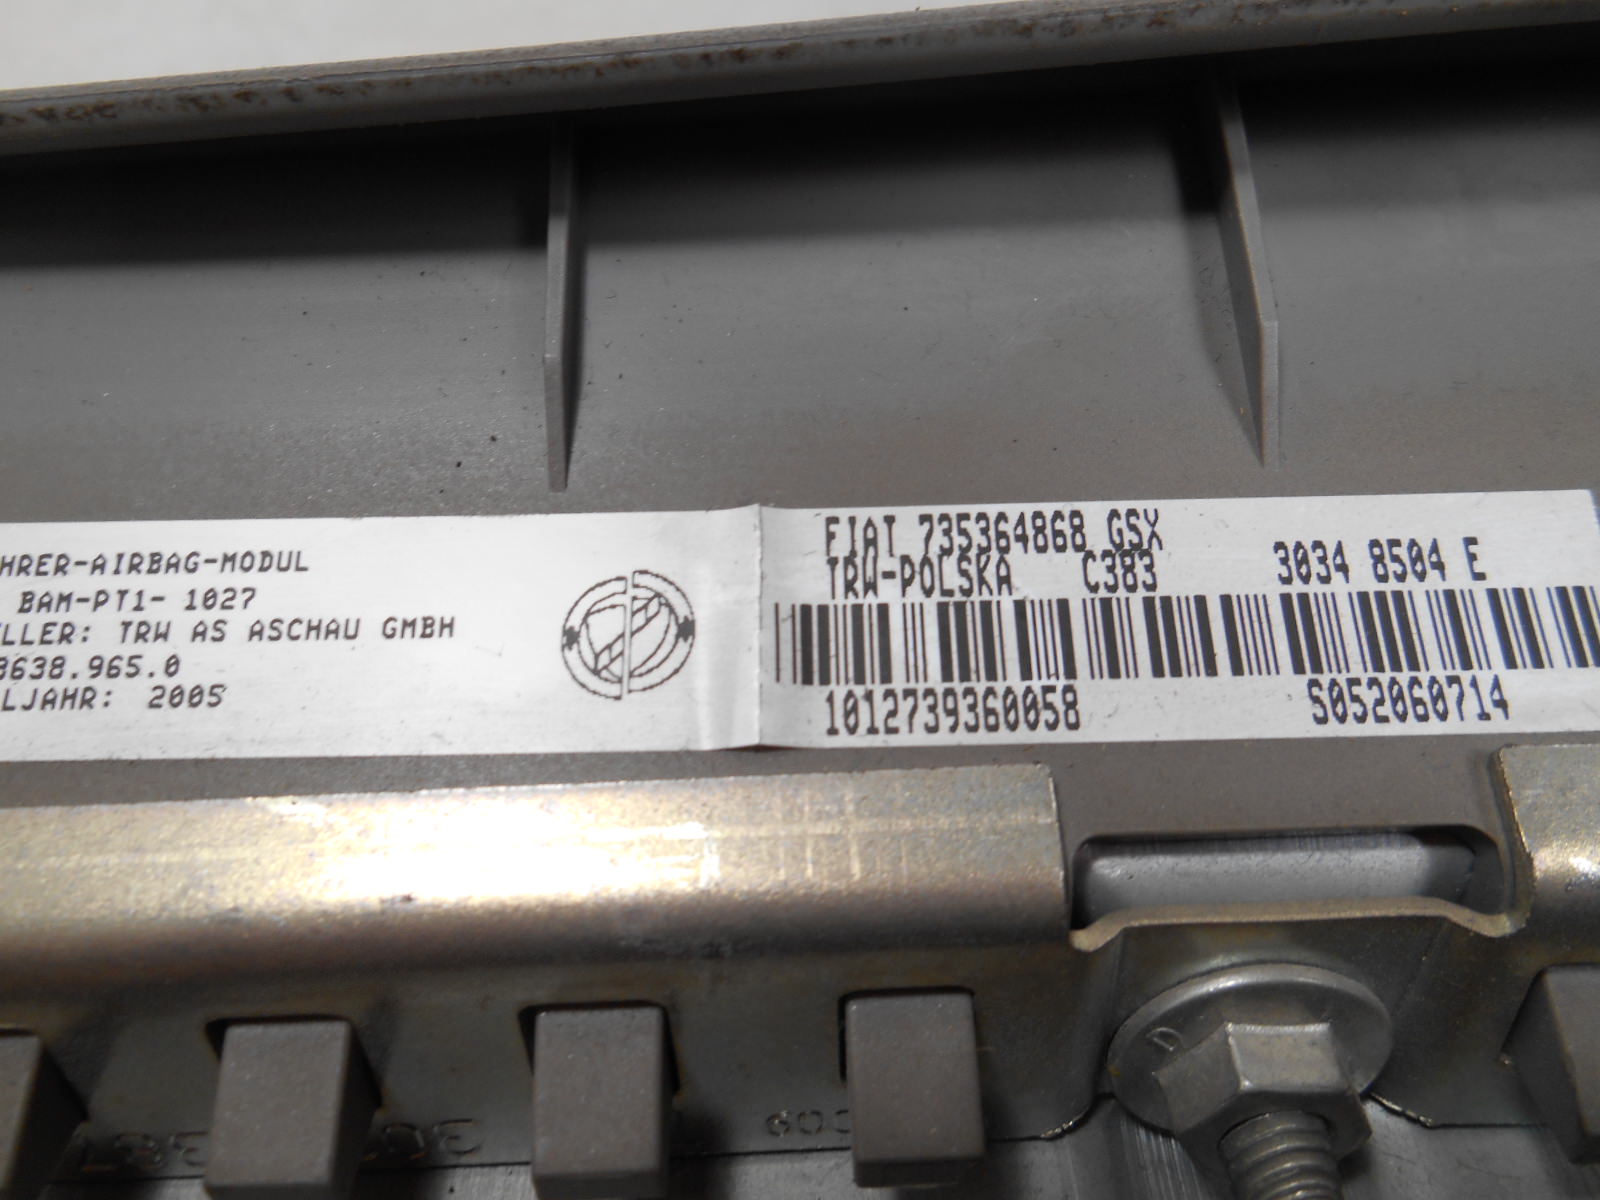 HRER-AIRBAG-MODUL
BAM-PT1- 1027
LLER: TRW AS ASCHAU GMBH
8638.965.0
LJAHR: 2005
FIAT 735364868 GSX
TRW-POLSKA C383 3034 8504 E
1012739360058 S052060714
D